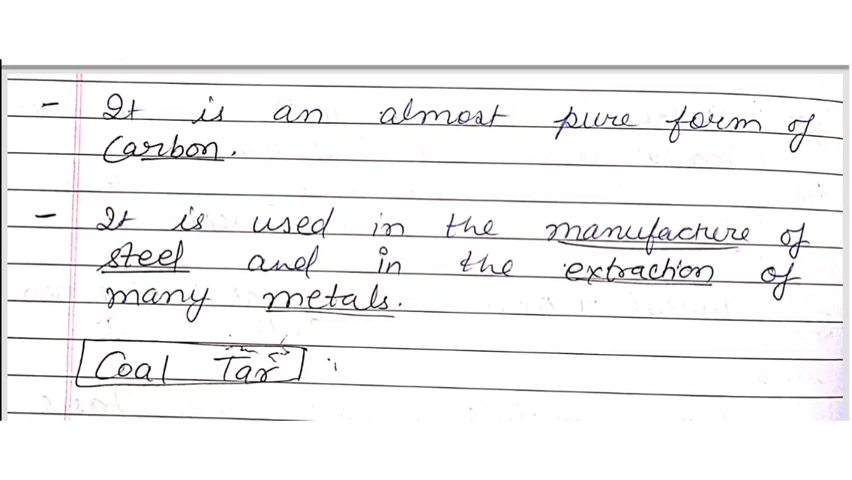 - It is an almost pure form of
Carbon.
- It is used in the manufacture of
steel and in the extraction of
many metals.
Coal Tar :